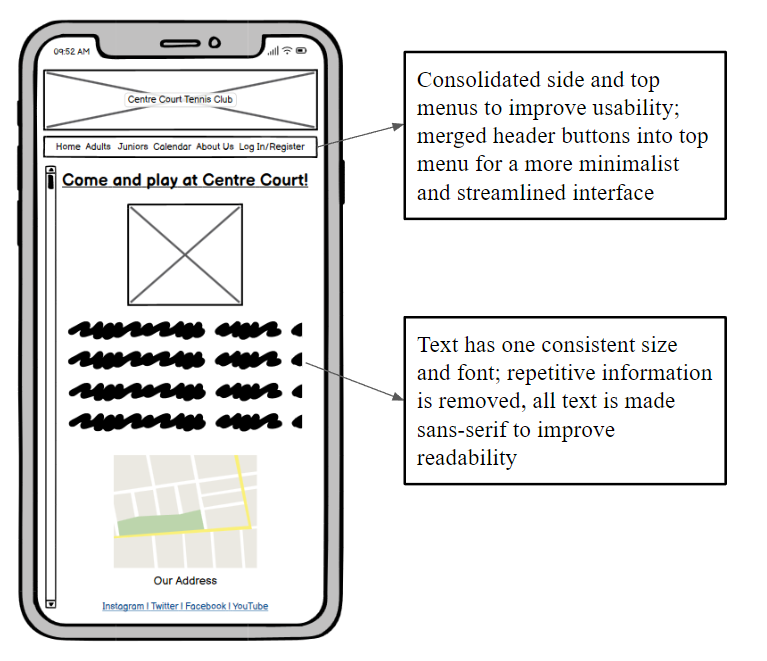 09:52 AM
Centre Court Tennis Club
Home Adults Juniors Calendar About Us Log In/Register
Come and play at Centre Court!
Our Address
Instagram | Twitter | Facebook | YouTube
Consolidated side and top
menus to improve usability;
merged header buttons into top
menu for a more minimalist
and streamlined interface
Text has one consistent size
and font; repetitive information
is removed, all text is made
sans-serif to improve
readability